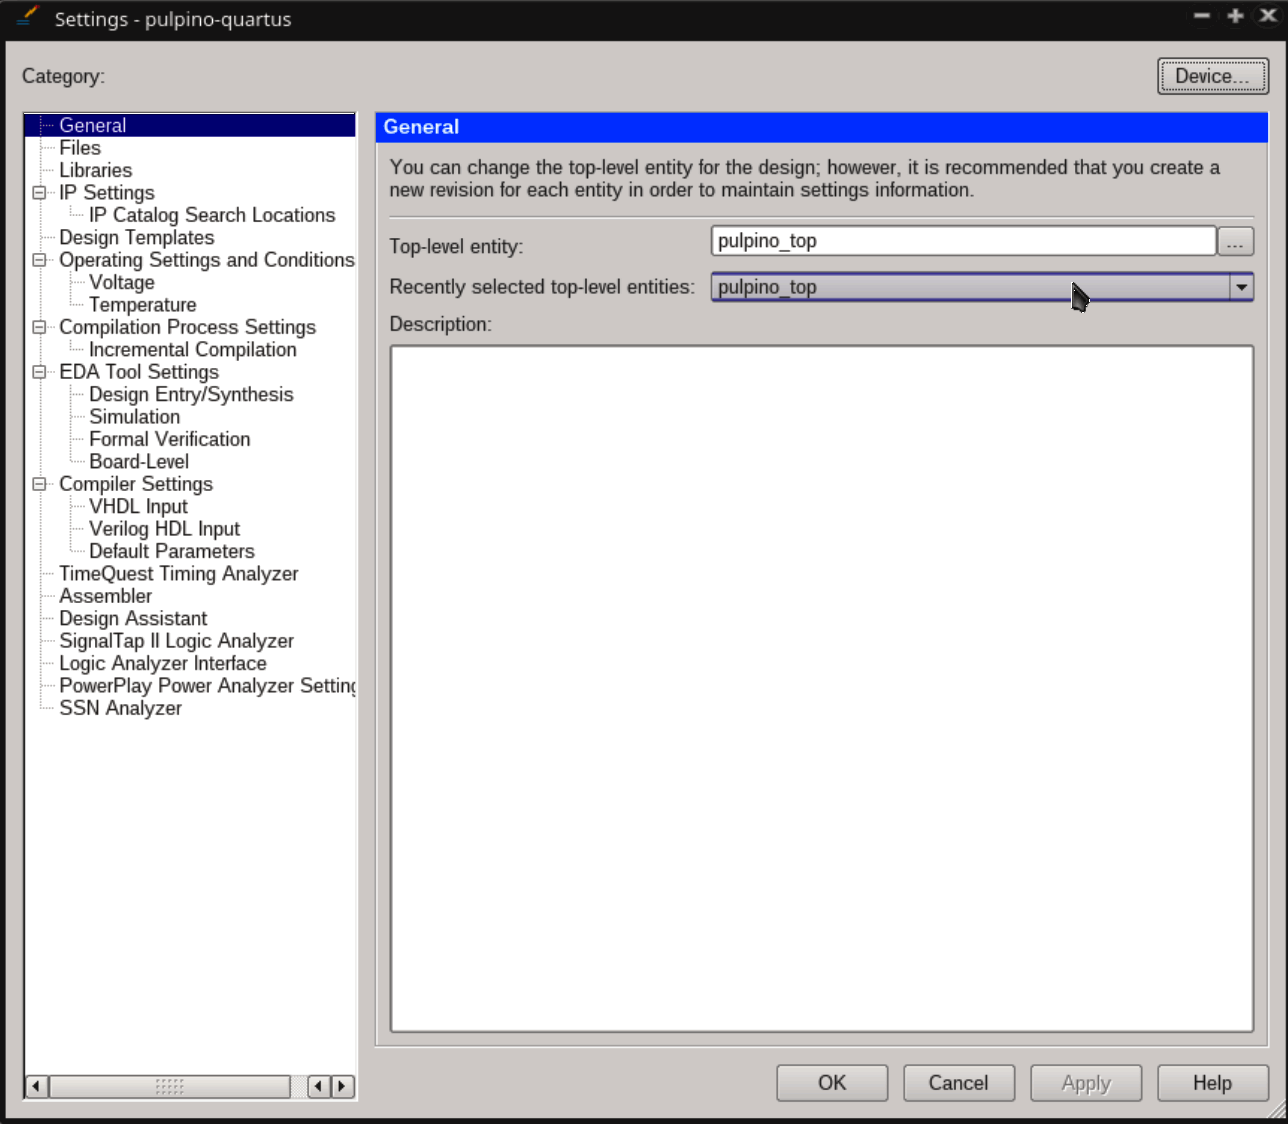 Settings - pulpino-quartus
Category:
Device...
General
Files
Libraries
IP Settings
IP Catalog Search Locations
Design Templates
Operating Settings and Conditions
Voltage
Temperature
Compilation Process Settings
Incremental Compilation
EDA Tool Settings
Design Entry/Synthesis
Simulation
Formal Verification
Board-Level
Compiler Settings
VHDL Input
Verilog HDL Input
Default Parameters
TimeQuest Timing Analyzer
Assembler
Design Assistant
SignalTap II Logic Analyzer
Logic Analyzer Interface
PowerPlay Power Analyzer Setting
SSN Analyzer
General
You can change the top-level entity for the design; however, it is recommended that you create a
new revision for each entity in order to maintain settings information.
Top-level entity: pulpino_top ...
Recently selected top-level entities: pulpino_top
Description:
OK Cancel Apply Help